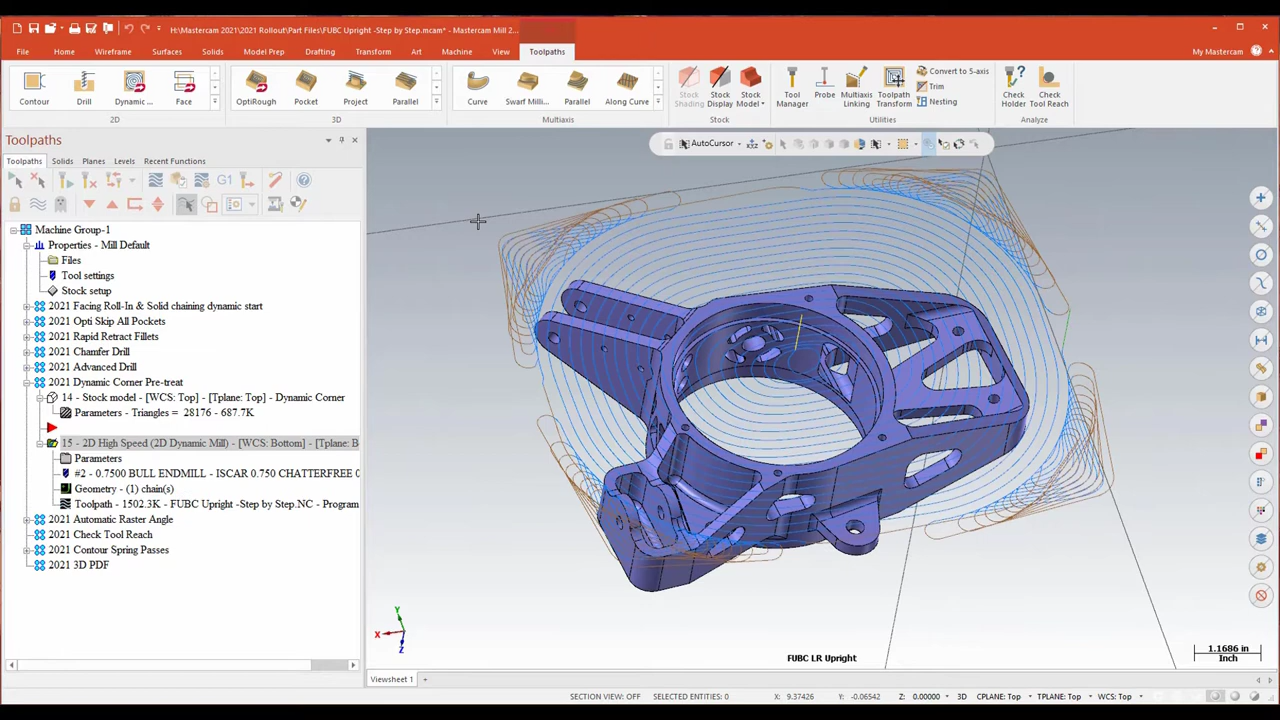 H:\Mastercam 2021\2021 Rollout\Part Files\FUBC Upright -Step by Step.mcam* - Mastercam Mill 2...
File Home Wireframe Surfaces Solids Model Prep Drafting Transform Art Machine View Toolpaths My Mastercam
Contour Drill Dynamic ... Face
2D
OptiRough Pocket Project Parallel
3D
Curve Swarf Milli... Parallel Along Curve
Multiaxis
Stock Shading Stock Display Stock Model
Stock
Tool Manager Probe Multiaxis Linking Toolpath Transform
Convert to 5-axis
Trim
Nesting
Utilities
Check Holder Check Tool Reach
Analyze
Toolpaths
Toolpaths Solids Planes Levels Recent Functions
G1
AutoCursor
Machine Group-1
Properties - Mill Default
Files
Tool settings
Stock setup
2021 Facing Roll-In & Solid chaining dynamic start
2021 Opti Skip All Pockets
2021 Rapid Retract Fillets
2021 Chamfer Drill
2021 Advanced Drill
2021 Dynamic Corner Pre-treat
14 - Stock model - [WCS: Top] - [Tplane: Top] - Dynamic Corner
Parameters - Triangles = 28176 - 687.7K
15 - 2D High Speed (2D Dynamic Mill) - [WCS: Bottom] - [Tplane: B
Parameters
#2 - 0.7500 BULL ENDMILL - ISCAR 0.750 CHATTERFREE 0
Geometry - (1) chain(s)
Toolpath - 1502.3K - FUBC Upright -Step by Step.NC - Program
2021 Automatic Raster Angle
2021 Check Tool Reach
2021 Contour Spring Passes
2021 3D PDF
Y
X
Z
FUBC LR Upright
1.1686 in
Inch
Viewsheet 1 +
SECTION VIEW: OFF SELECTED ENTITIES: 0 X: 9.37426 Y: -0.06542 Z: 0.00000 3D CPLANE: Top TPLANE: Top WCS: Top